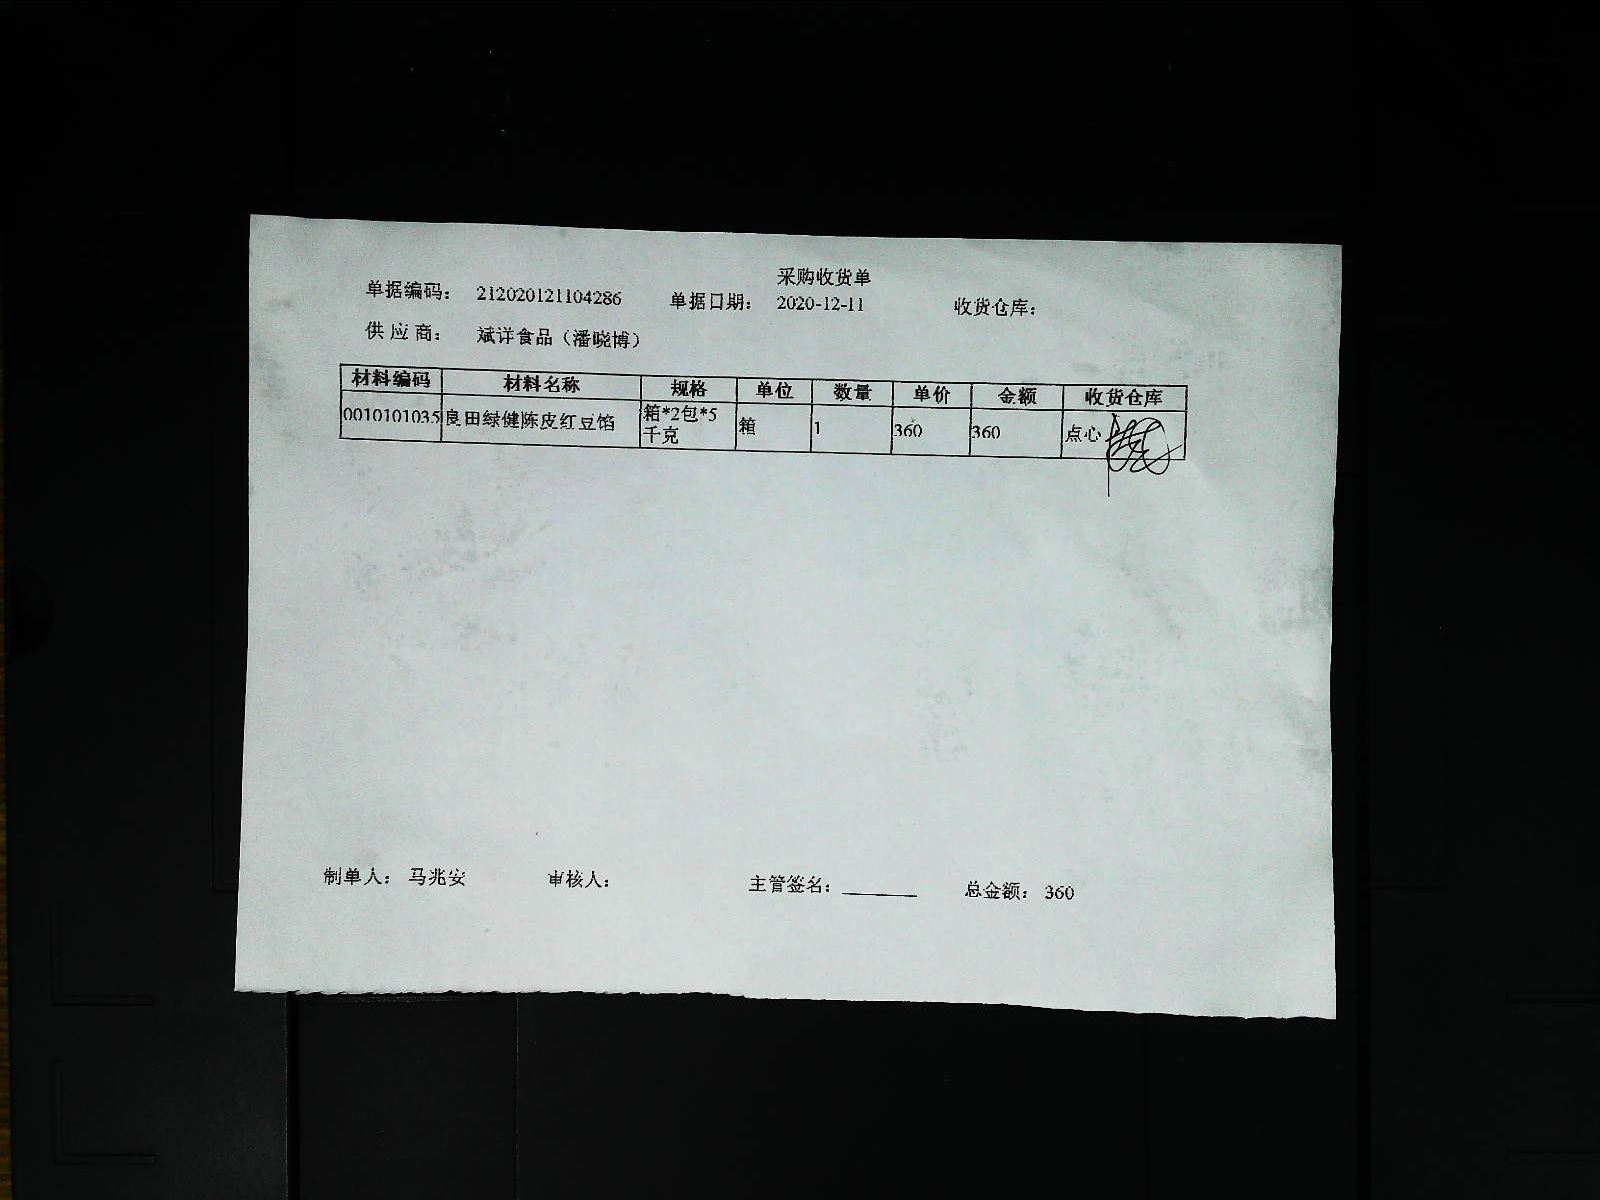 采购收货单
单据编码： 212020121104286 单据日期： 2020-12-11 收货仓库：
供 应 商： 斌详食品（潘晓博）
材料编码 材料名称 规格 单位 数量 单价 金额 收货仓库
0010101035 良田绿健陈皮红豆馅 箱*2包*5千克 箱 1 360 360 点心
制单人： 马兆安 审核人： 主管签名：________ 总金额： 360